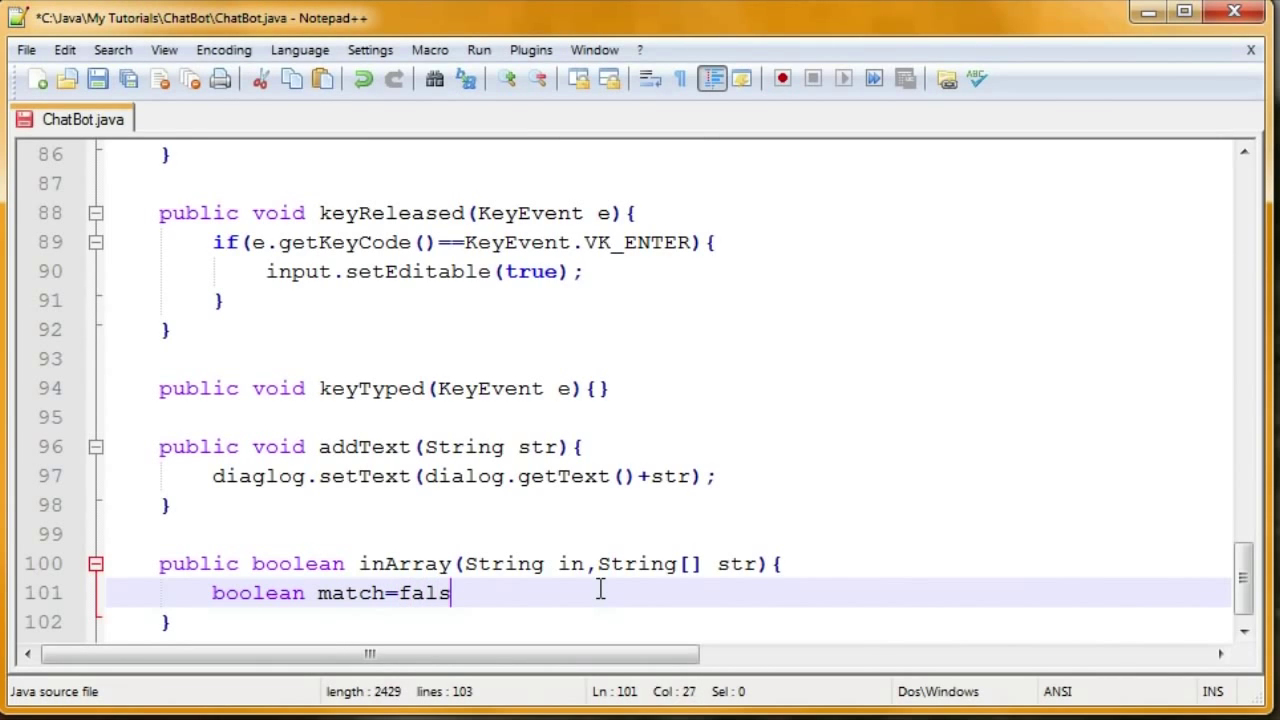 *C:\Java\My Tutorials\ChatBot\ChatBot.java - Notepad++
File Edit Search View Encoding Language Settings Macro Run Plugins Window ? X
ChatBot.java
86 }
87
88 public void keyReleased(KeyEvent e){
89 if(e.getKeyCode()==KeyEvent.VK_ENTER){
90 input.setEditable(true);
91 }
92 }
93
94 public void keyTyped(KeyEvent e){}
95
96 public void addText(String str){
97 diaglog.setText(dialog.getText()+str);
98 }
99
100 public boolean inArray(String in,String[] str){
101 boolean match=fals
102 }
Java source file length : 2429 lines : 103 Ln : 101 Col : 27 Sel : 0 Dos\Windows ANSI INS